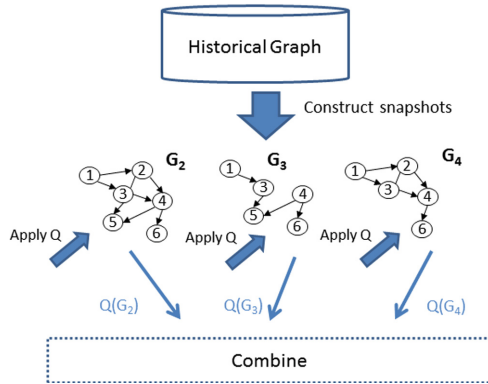 Historical Graph
Construct snapshots
G2
1
2
3
4
5
6
G3
1
3
4
5
6
G4
1
2
3
4
6
Apply Q
Apply Q
Apply Q
Q(G2)
Q(G3)
Q(G4)
Combine